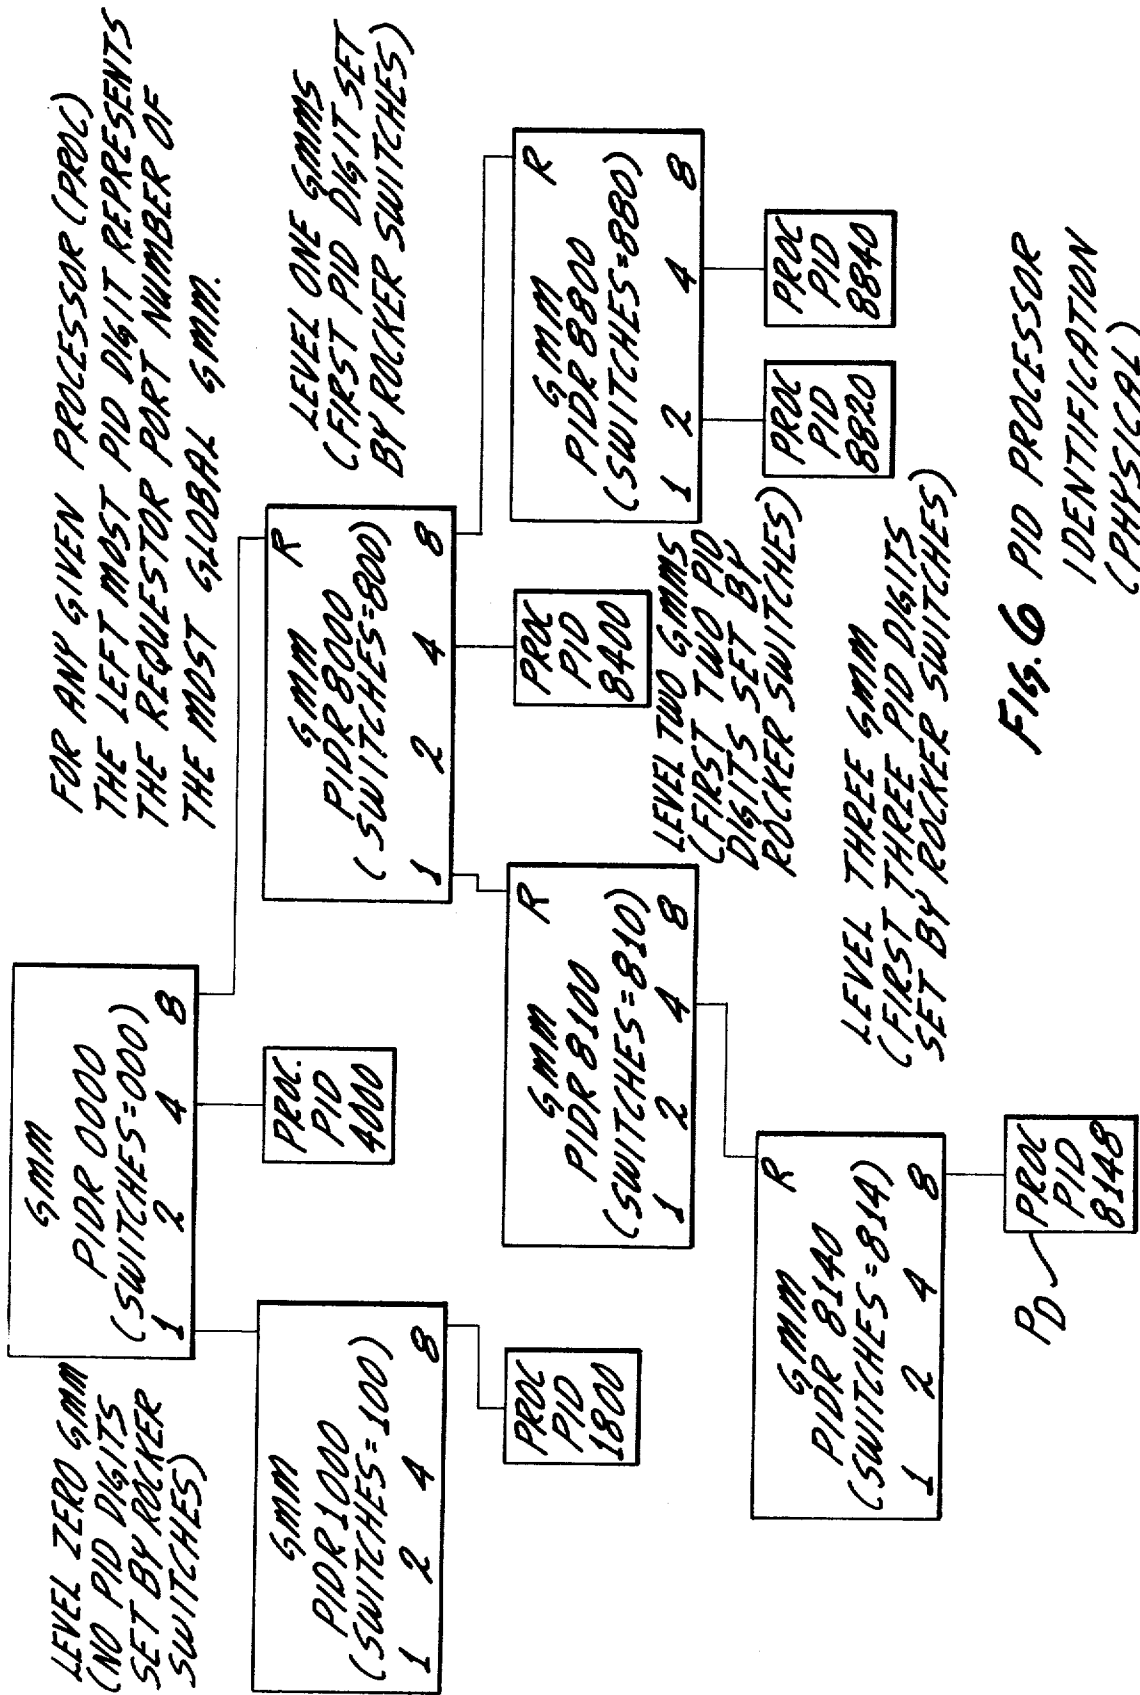 FOR ANY GIVEN PROCESSOR (PROC)
THE LEFT MOST PID DIGIT REPRESENTS
THE REQUESTOR PORT NUMBER OF
THE MOST GLOBAL GMM.
LEVEL ZERO GMM
(NO PID DIGITS
SET BY ROCKER
SWITCHES)
GMM
PIDR 0000
(SWITCHES=000)
1 2 4 8
LEVEL ONE GMMS
(FIRST PID DIGIT SET
BY ROCKER SWITCHES)
GMM
PIDR 1000
(SWITCHES=100)
1 2 4 8
PROC.
PID
4000
R
GMM
PIDR 8000
(SWITCHES=800)
1 2 4 8
PROC
PID
1800
R
GMM
PIDR 8100
(SWITCHES=810)
1 2 4 8
PROC
PID
8400
R
GMM
PIDR 8800
(SWITCHES=880)
1 2 4 8
LEVEL TWO GMMS
(FIRST TWO PID
DIGITS SET BY
ROCKER SWITCHES)
PROC
PID
8820
PROC
PID
8840
R
GMM
PIDR 8140
(SWITCHES=814)
1 2 4 8
LEVEL THREE GMM
(FIRST THREE PID DIGITS
SET BY ROCKER SWITCHES)
PD
PROC
PID
8148
FIG. 6 PID PROCESSOR
IDENTIFICATION
(PHYSICAL)